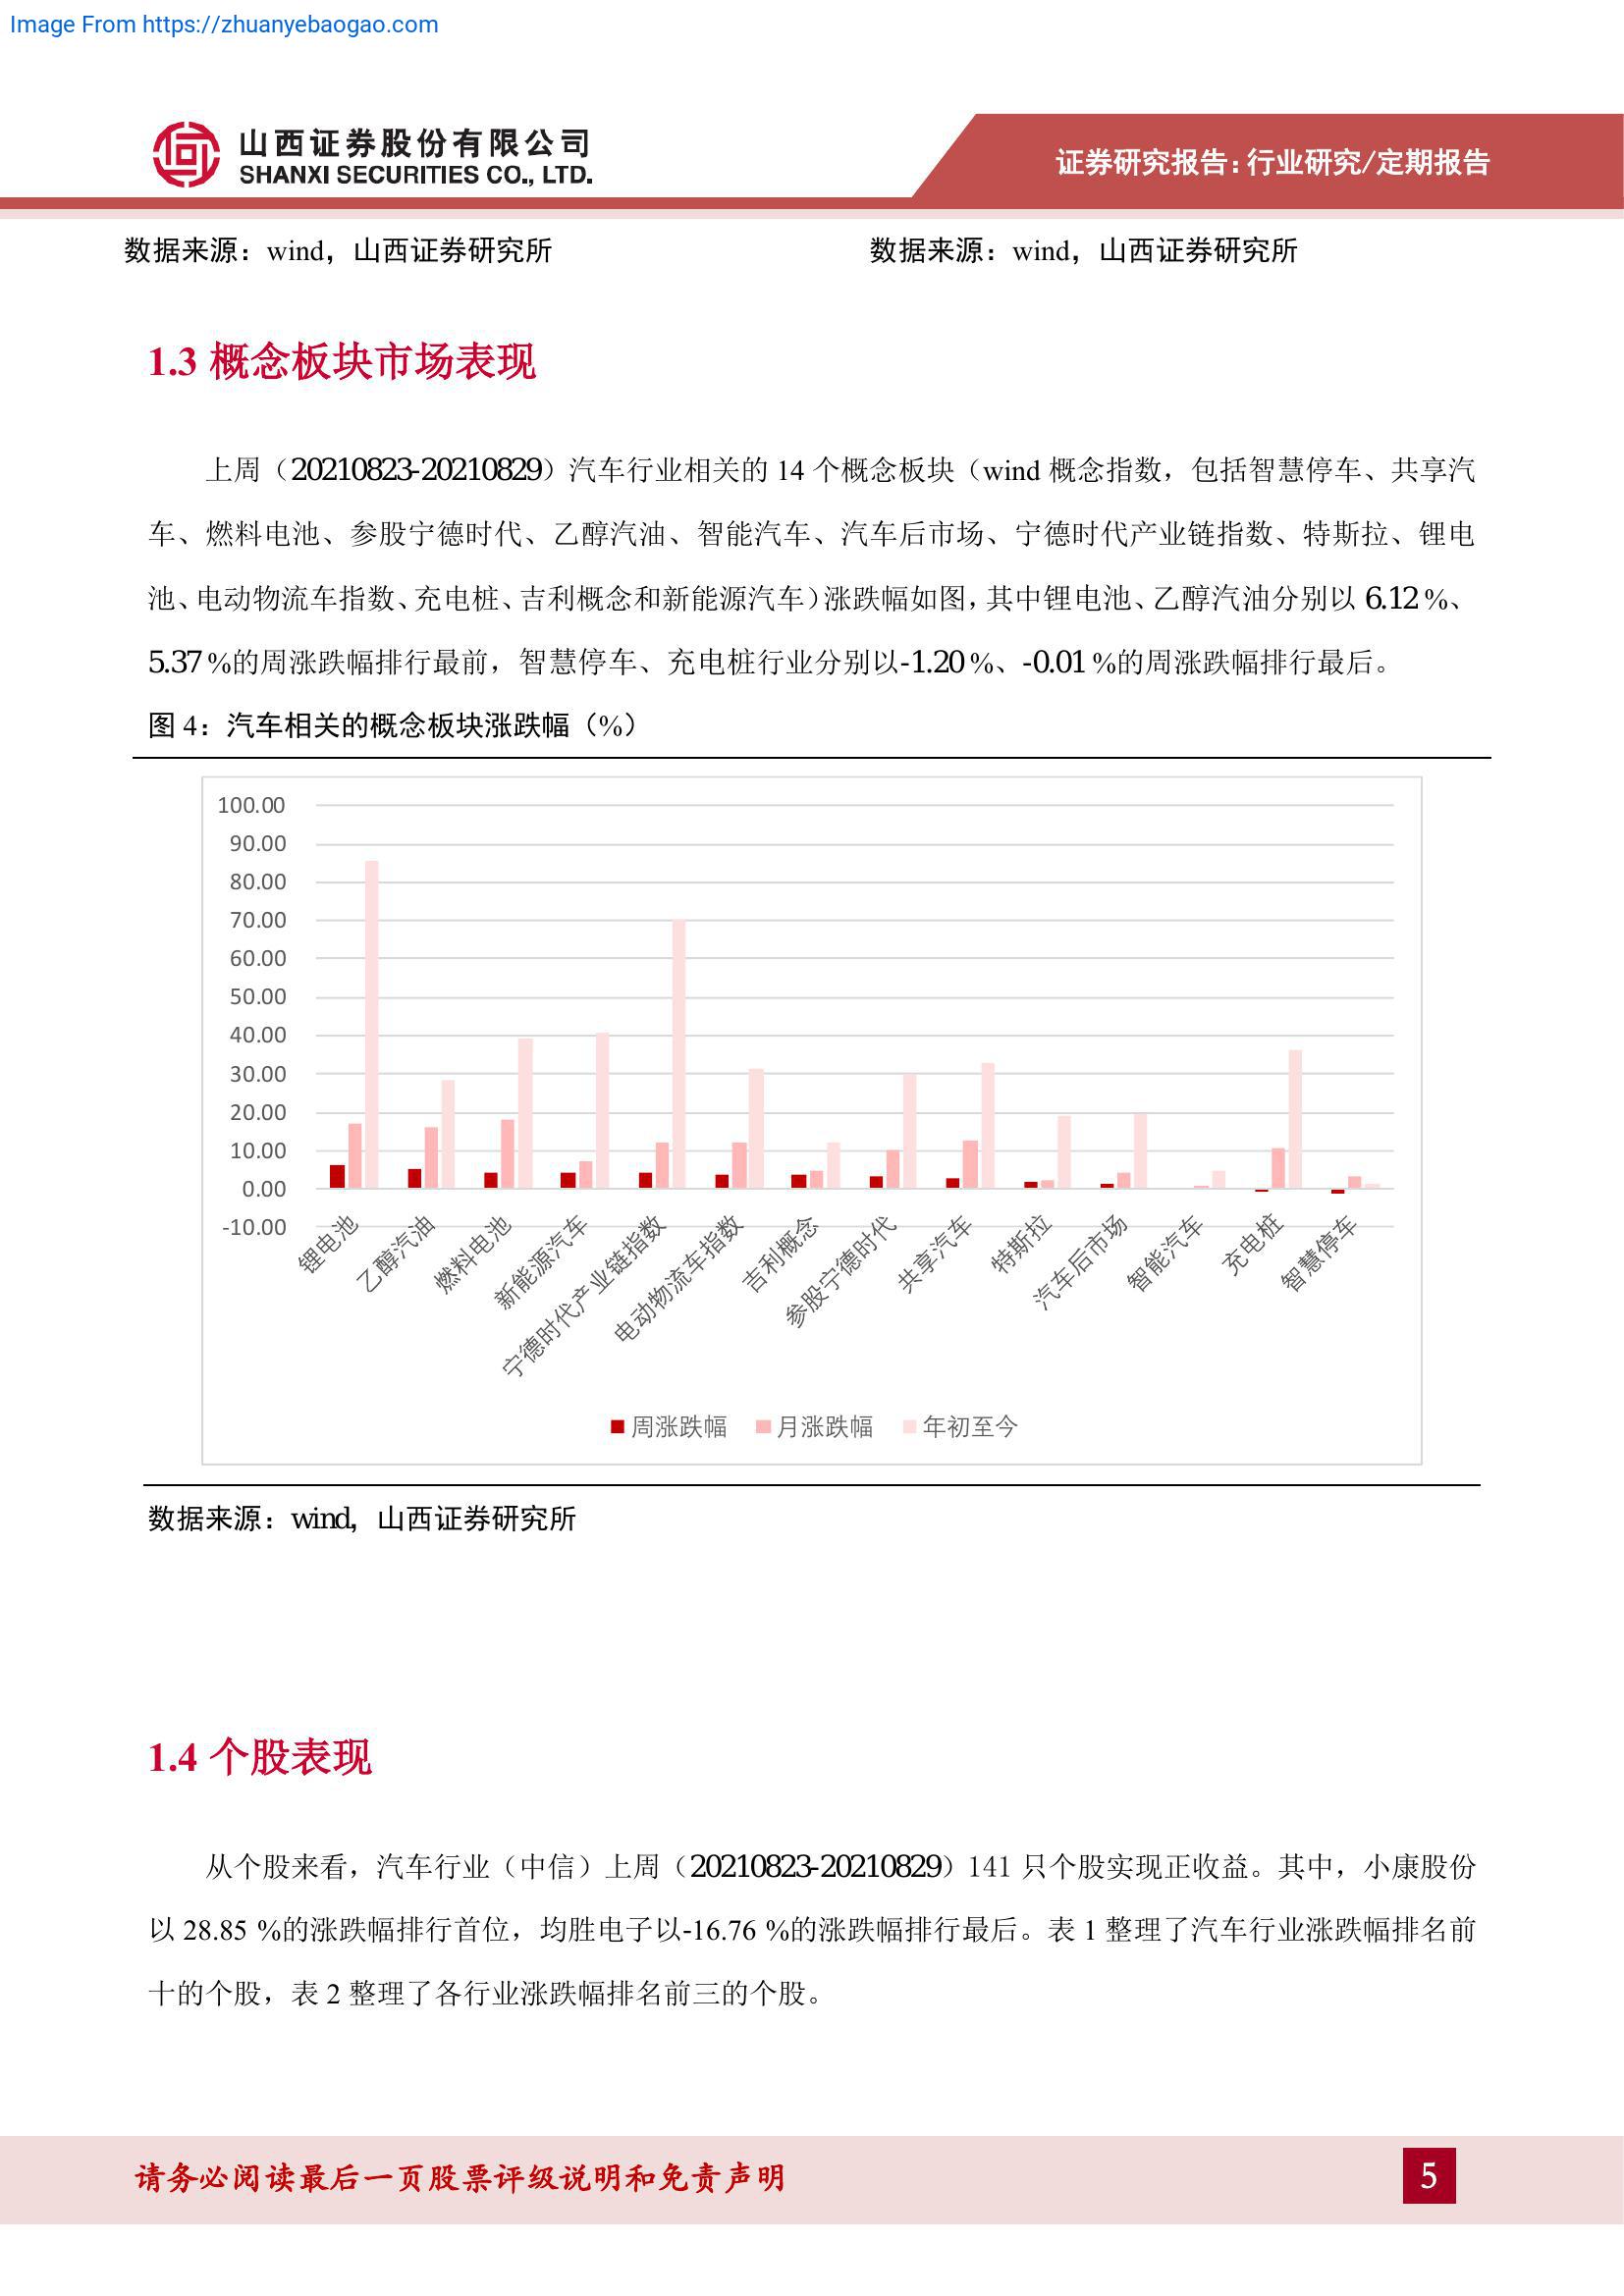 Image From https://zhuanyebaogao.com
山西证券股份有限公司
SHANXI SECURITIES CO., LTD.
证券研究报告:行业研究/定期报告
数据来源：wind，山西证券研究所
数据来源：wind，山西证券研究所
1.3 概念板块市场表现
上周（20210823-20210829）汽车行业相关的 14 个概念板块（wind 概念指数，包括智慧停车、共享汽
车、燃料电池、参股宁德时代、乙醇汽油、智能汽车、汽车后市场、宁德时代产业链指数、特斯拉、锂电
池、电动物流车指数、充电桩、吉利概念和新能源汽车）涨跌幅如图，其中锂电池、乙醇汽油分别以 6.12 %、
5.37 %的周涨跌幅排行最前，智慧停车、充电桩行业分别以-1.20 %、-0.01 %的周涨跌幅排行最后。
图 4：汽车相关的概念板块涨跌幅（%）
100.00
90.00
80.00
70.00
60.00
50.00
40.00
30.00
20.00
10.00
0.00
-10.00
锂电池
乙醇汽油
燃料电池
新能源汽车
宁德时代产业链指数
电动物流车指数
吉利概念
参股宁德时代
共享汽车
特斯拉
汽车后市场
智能汽车
充电桩
智慧停车
周涨跌幅 月涨跌幅 年初至今
数据来源：wind，山西证券研究所
1.4 个股表现
从个股来看，汽车行业（中信）上周（20210823-20210829）141 只个股实现正收益。其中，小康股份
以 28.85 %的涨跌幅排行首位，均胜电子以-16.76 %的涨跌幅排行最后。表 1 整理了汽车行业涨跌幅排名前
十的个股，表 2 整理了各行业涨跌幅排名前三的个股。
请务必阅读最后一页股票评级说明和免责声明
5